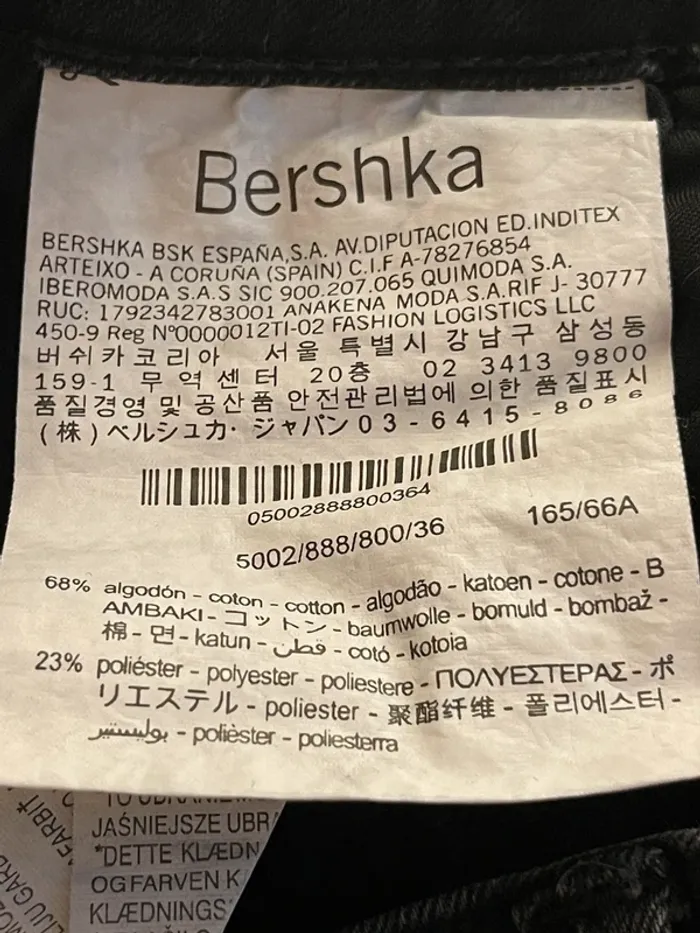 Bershka
BERSHKA BSK ESPAÑA,S.A. AV.DIPUTACION ED.INDITEX
ARTEIXO - A CORUÑA (SPAIN) C.I.F A-78276854
IBEROMODA S.A.S SIC 900.207.065 QUIMODA S.A.
RUC: 1792342783001 ANAKENA MODA S.A.RIF J- 30777
450-9 Reg Nº0000012TI-02 FASHION LOGISTICS LLC
버쉬카코리아 서울 특별시 강남구 삼성동
159-1 무역센터 20층 02 3413 9800
품질경영 및 공산품 안전관리법에 의한 품질표시
(株)ベルシュカ・ジャパン03-6415-8086
05002888800364
5002/888/800/36
165/66A
68% algodón - coton - cotton - algodão - katoen - cotone - B
AMBAKI - コットン - baumwolle - bomuld - bombaž -
棉 - 면 - katun - قطن - cotó - kotoia
23% poliéster - polyester - poliestere - ΠΟΛΥΕΣΤΕΡΑΣ - ポ
リエステル - poliester - 聚酯纤维 - 폴리에스터 -
بوليستير - polièster - poliesterra
JAŚNIEJSZE UBRA
*DETTE KLÆDN
OGFARVEN K
KLÆDNINGS